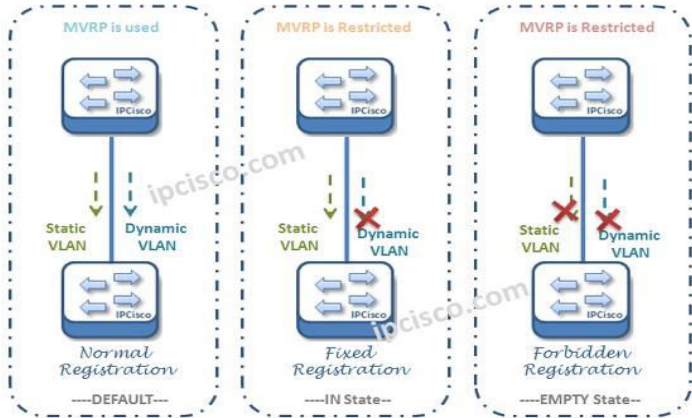 MVRP is used
IPCisco
Static
VLAN
Dynamic
VLAN
IPCisco
Normal
Registration
----DEFAULT----
MVRP is Restricted
IPCisco
Static
VLAN
Dynamic
VLAN
IPCisco
Fixed
Registration
----IN State--
MVRP is Restricted
IPCisco
Static
VLAN
Dynamic
VLAN
IPCisco
Forbidden
Registration
----EMPTY State----
ipcisco.com
ipcisco.com